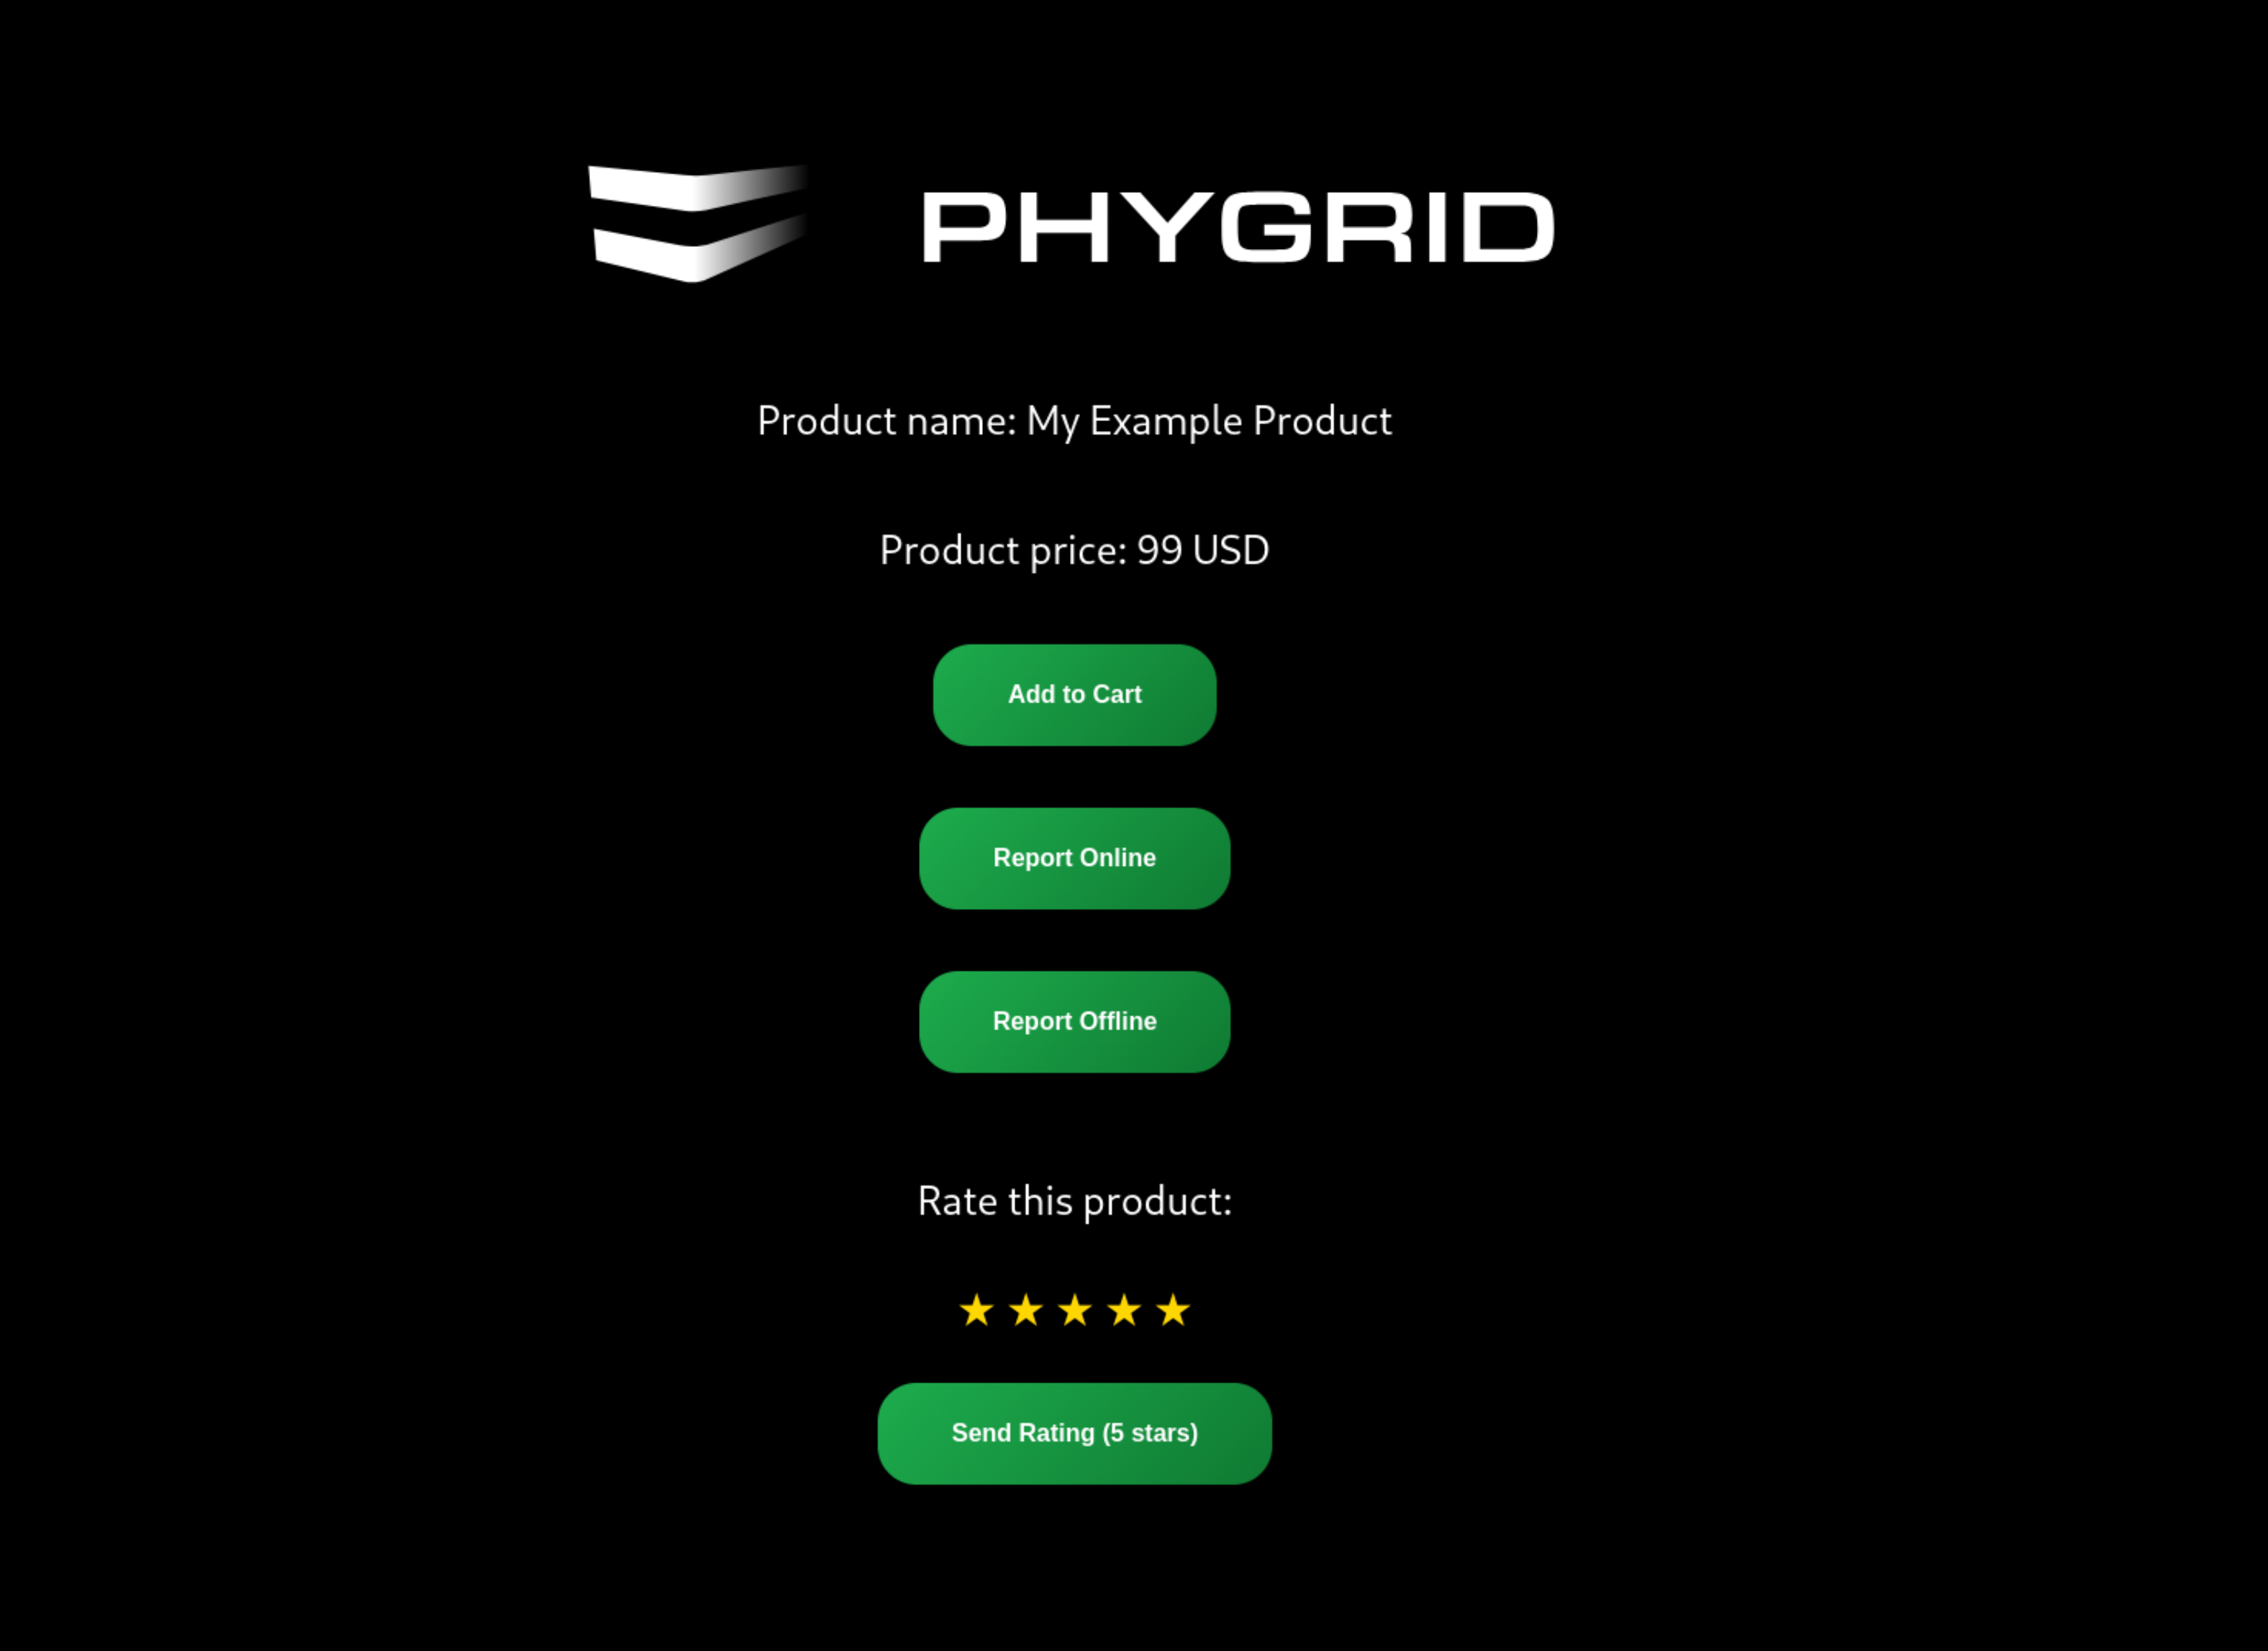 PHYGRID
Product name: My Example Product
Product price: 99 USD
Add to Cart
Report Online
Report Offline
Rate this product:
★ ★ ★ ★ ★
Send Rating (5 stars)